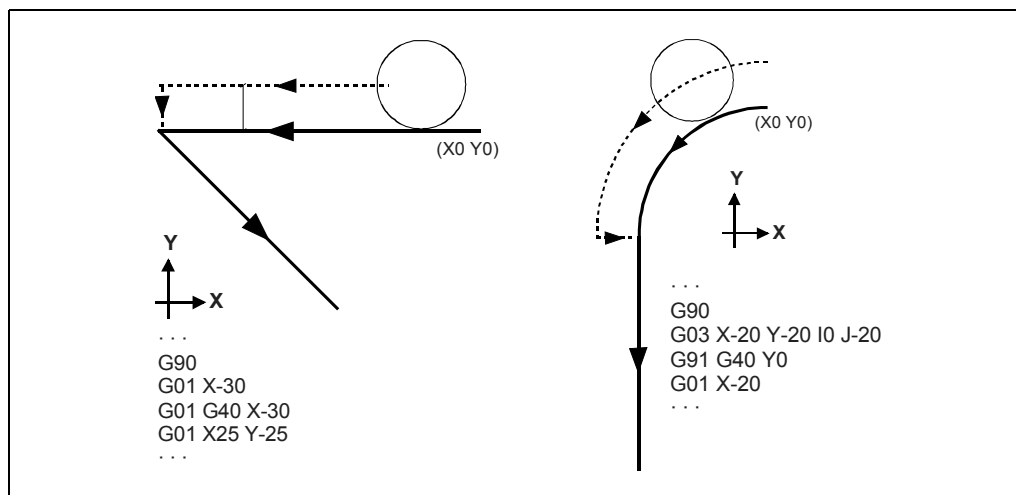 (X0 Y0)
Y
X
. . .
G90
G01 X-30
G01 G40 X-30
G01 X25 Y-25
. . .
(X0 Y0)
Y
X
. . .
G90
G03 X-20 Y-20 I0 J-20
G91 G40 Y0
G01 X-20
. . .